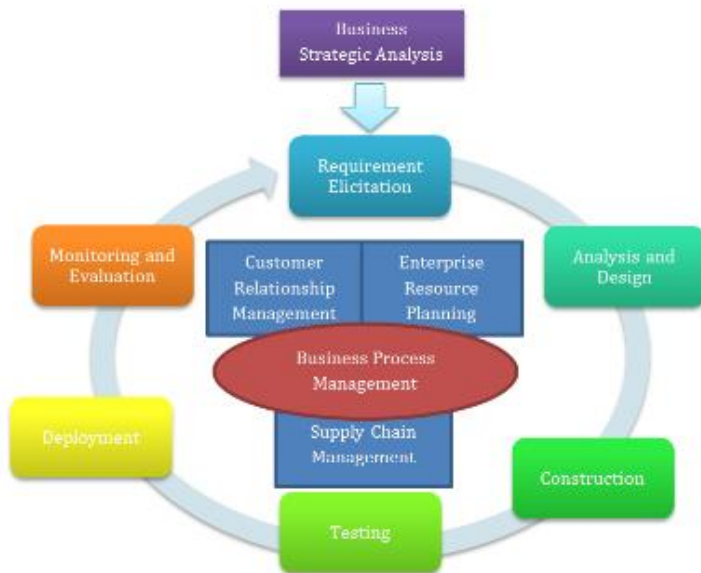 Business
Strategic Analysis
Requirement
Elicitation
Monitoring and
Evaluation
Customer
Relationship
Management
Enterprise
Resource
Planning
Analysis and
Design
Business Process
Management
Deployment
Supply Chain
Management
Construction
Testing